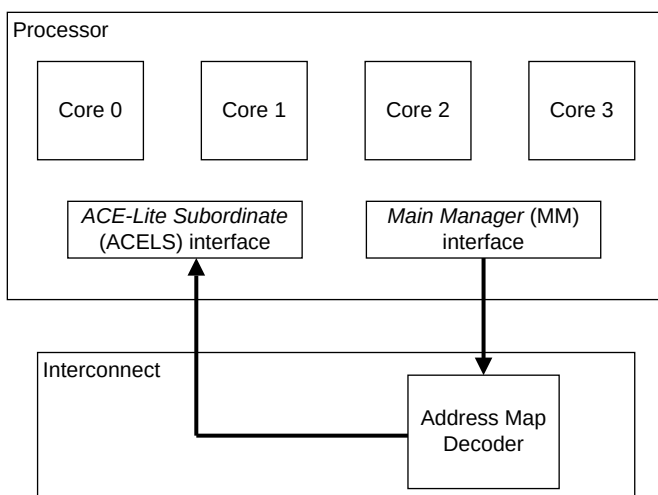 Processor
Core 0
Core 1
Core 2
Core 3
ACE-Lite Subordinate
(ACELS) interface
Main Manager (MM)
interface
Interconnect
Address Map
Decoder